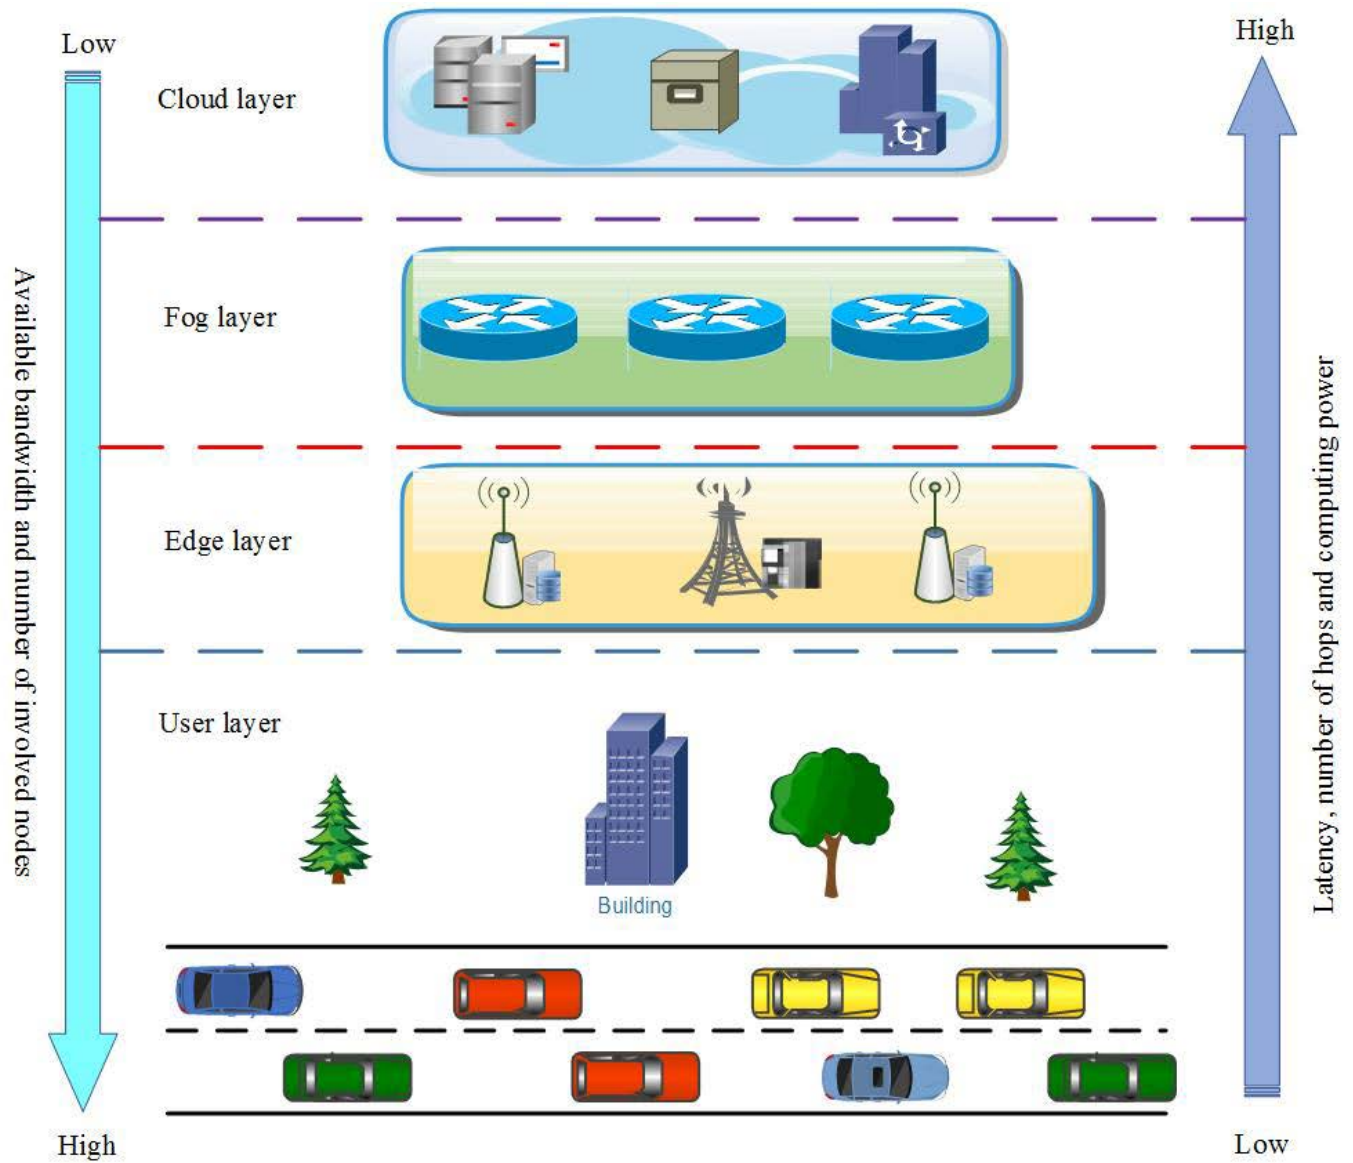 Low
High
Cloud layer
Fog layer
Available bandwidth and number of involved nodes
Latency, number of hops and computing power
Edge layer
User layer
Building
High
Low